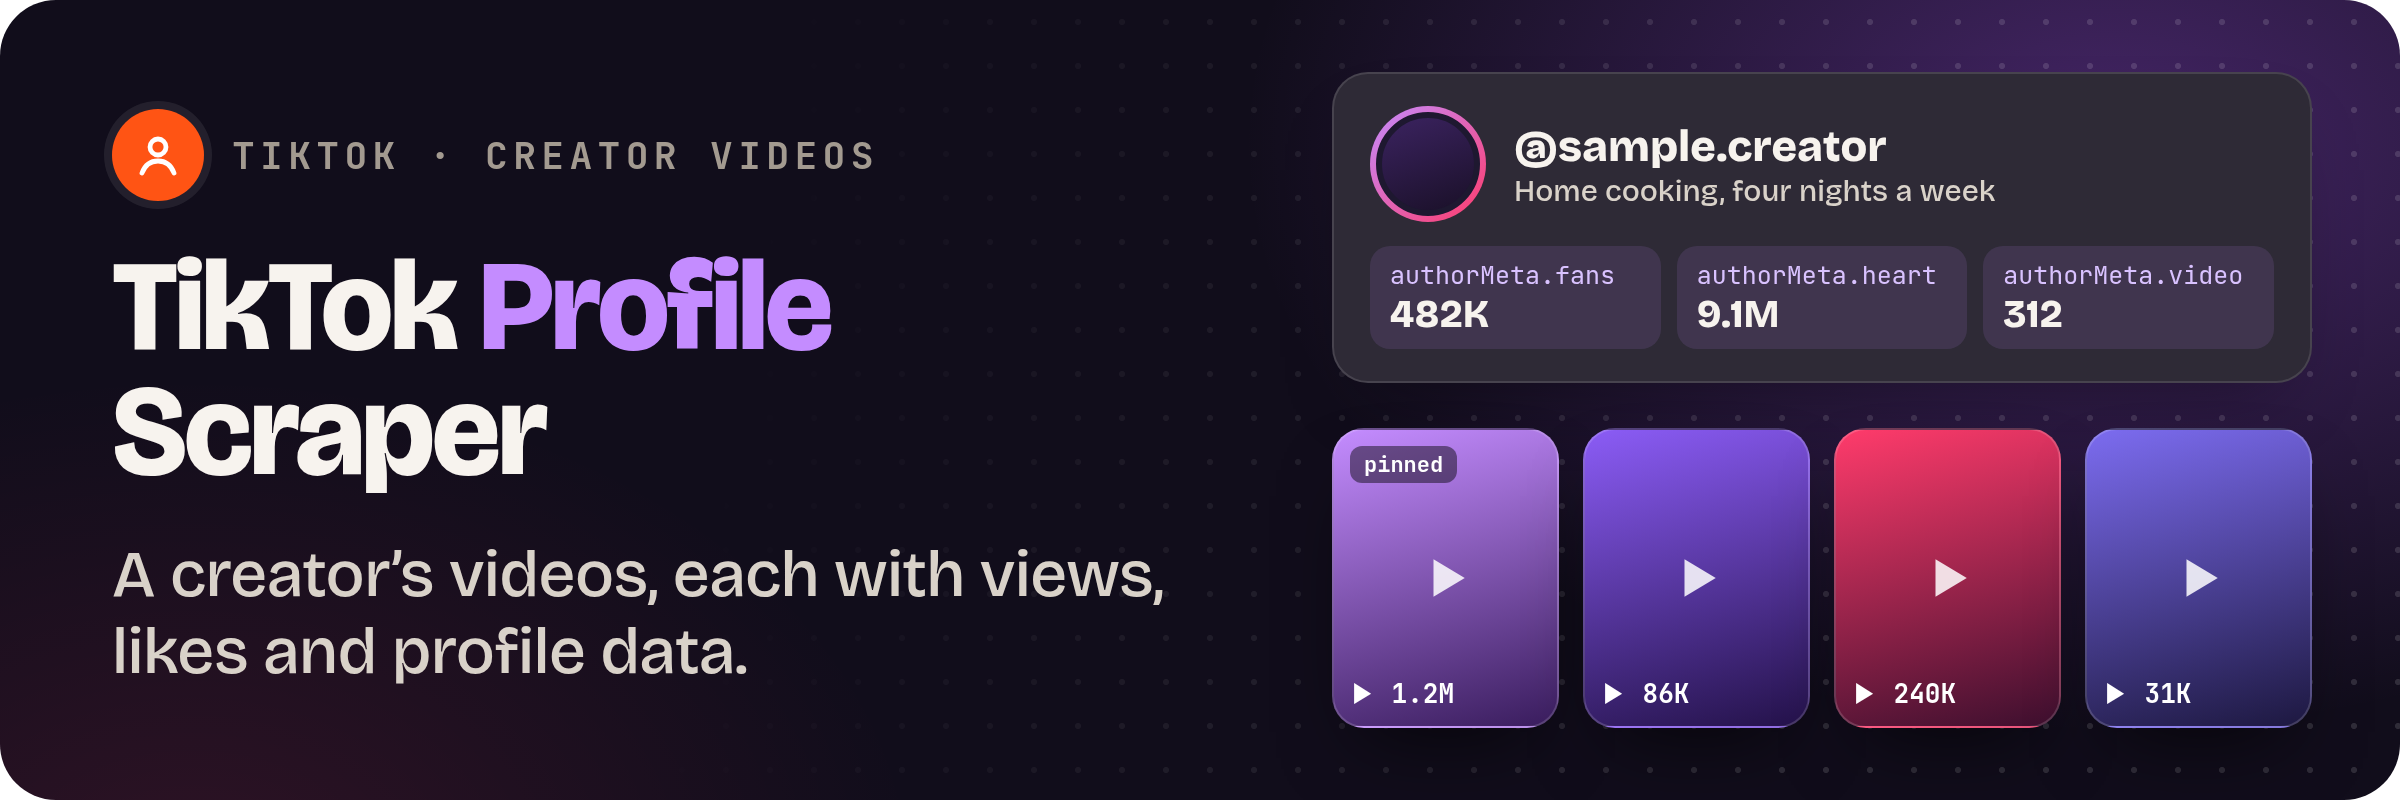 TIKTOK · CREATOR VIDEOS
TikTok Profile
Scraper
A creator’s videos, each with views,
likes and profile data.
@sample.creator
Home cooking, four nights a week
authorMeta.fans
482K
authorMeta.heart
9.1M
authorMeta.video
312
pinned
1.2M
86K
240K
31K